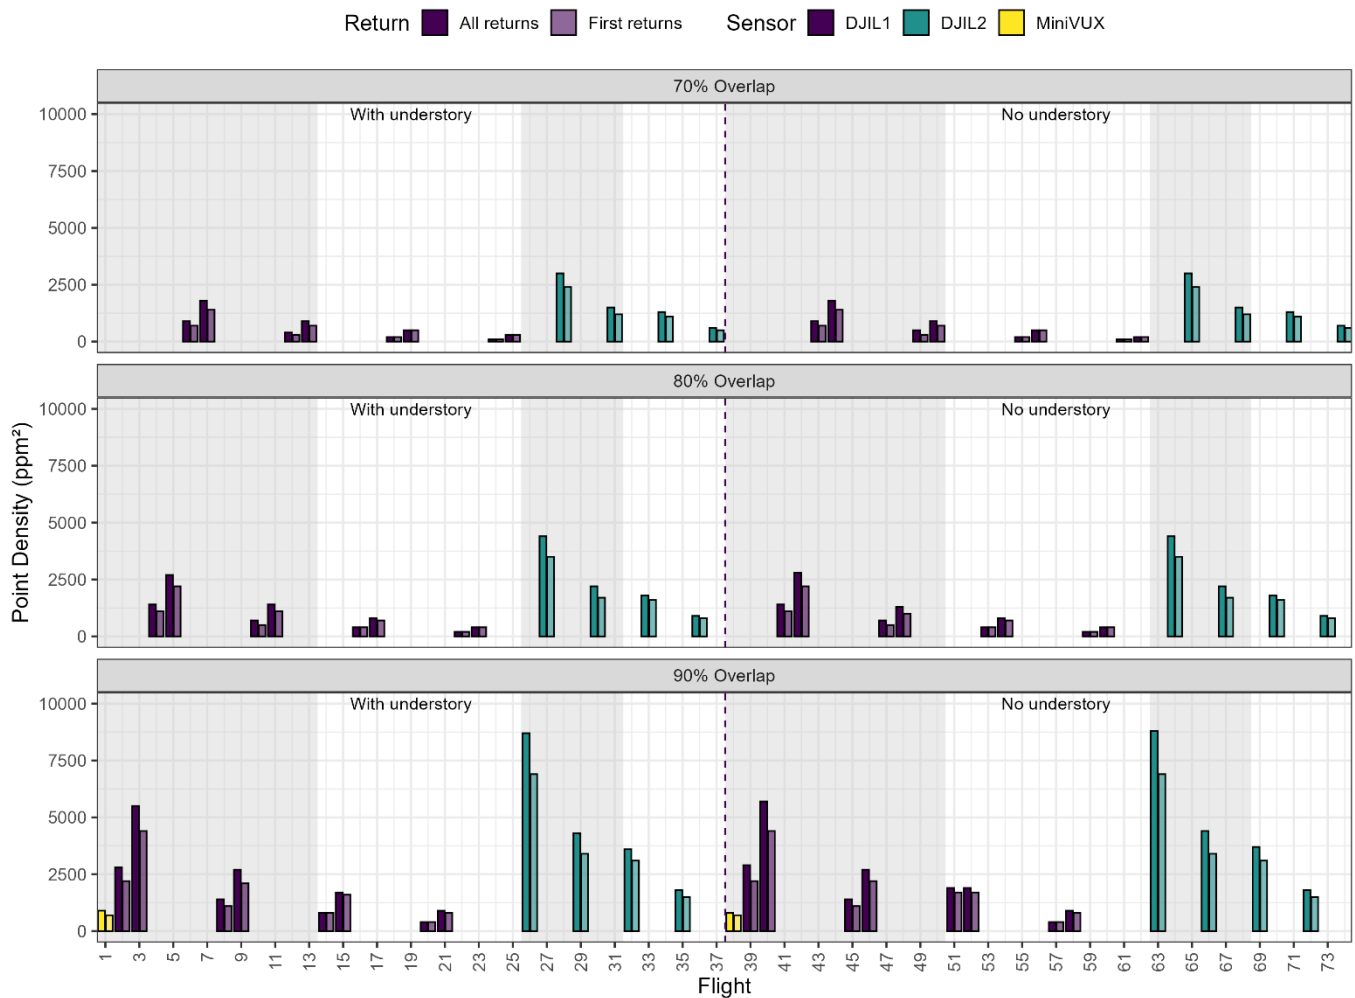 Return All returns First returns Sensor DJIL1 DJIL2 MiniVUX
70% Overlap
With understory No understory
10000
7500
5000
2500
0
80% Overlap
With understory No understory
10000
7500
5000
2500
0
90% Overlap
With understory No understory
10000
7500
5000
2500
0
Point Density (ppm²)
1 3 5 7 9 11 13 15 17 19 21 23 25 27 29 31 33 35 37 39 41 43 45 47 49 51 53 55 57 59 61 63 65 67 69 71 73
Flight